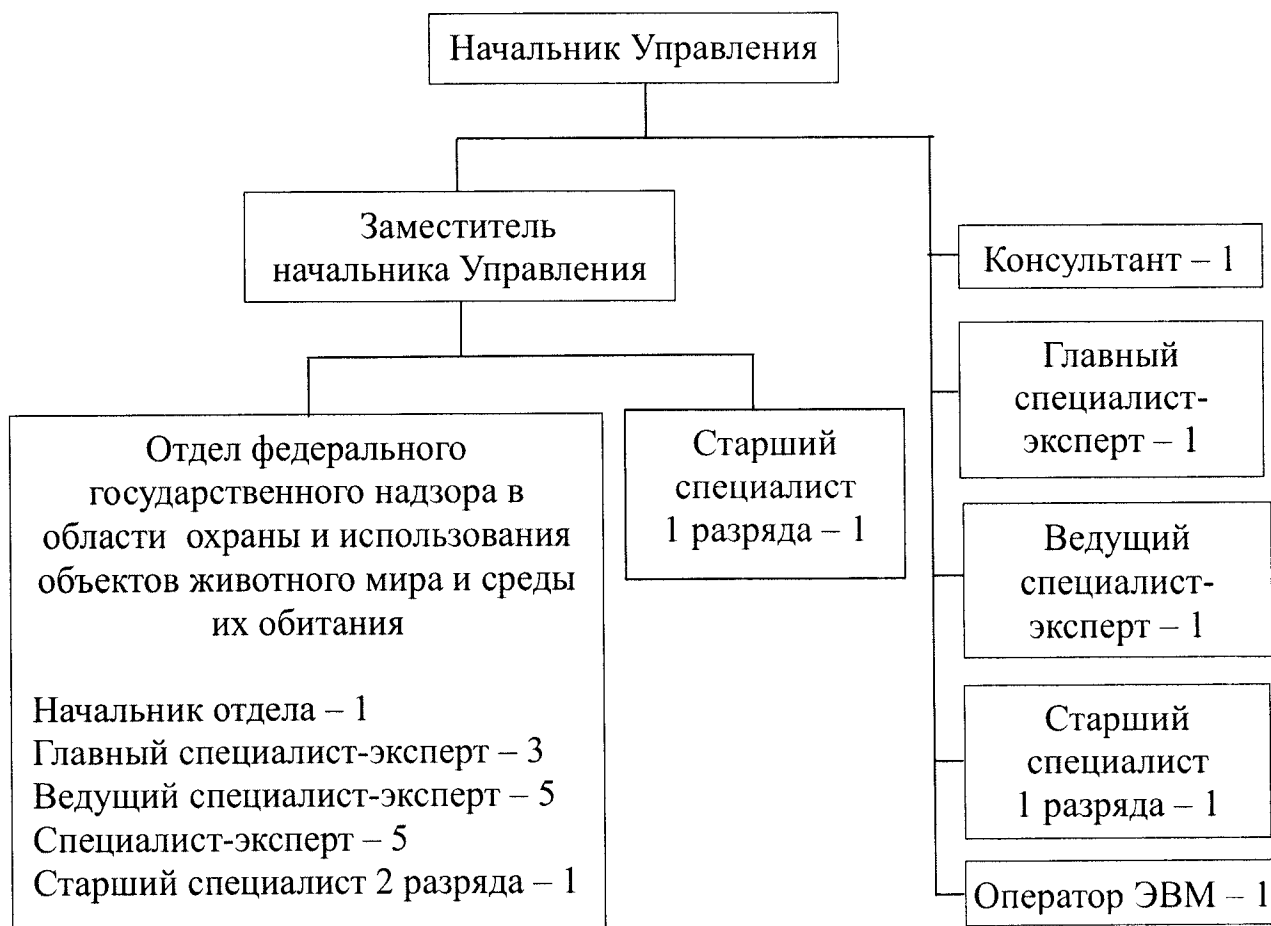 Начальник Управления
Заместитель
начальника Управления
Отдел федерального
государственного надзора в
области охраны и использования
объектов животного мира и среды
их обитания
Начальник отдела – 1
Главный специалист-эксперт – 3
Ведущий специалист-эксперт – 5
Специалист-эксперт – 5
Старший специалист 2 разряда – 1
Старший
специалист
1 разряда – 1
Консультант – 1
Главный
специалист-
эксперт – 1
Ведущий
специалист-
эксперт – 1
Старший
специалист
1 разряда – 1
Оператор ЭВМ – 1